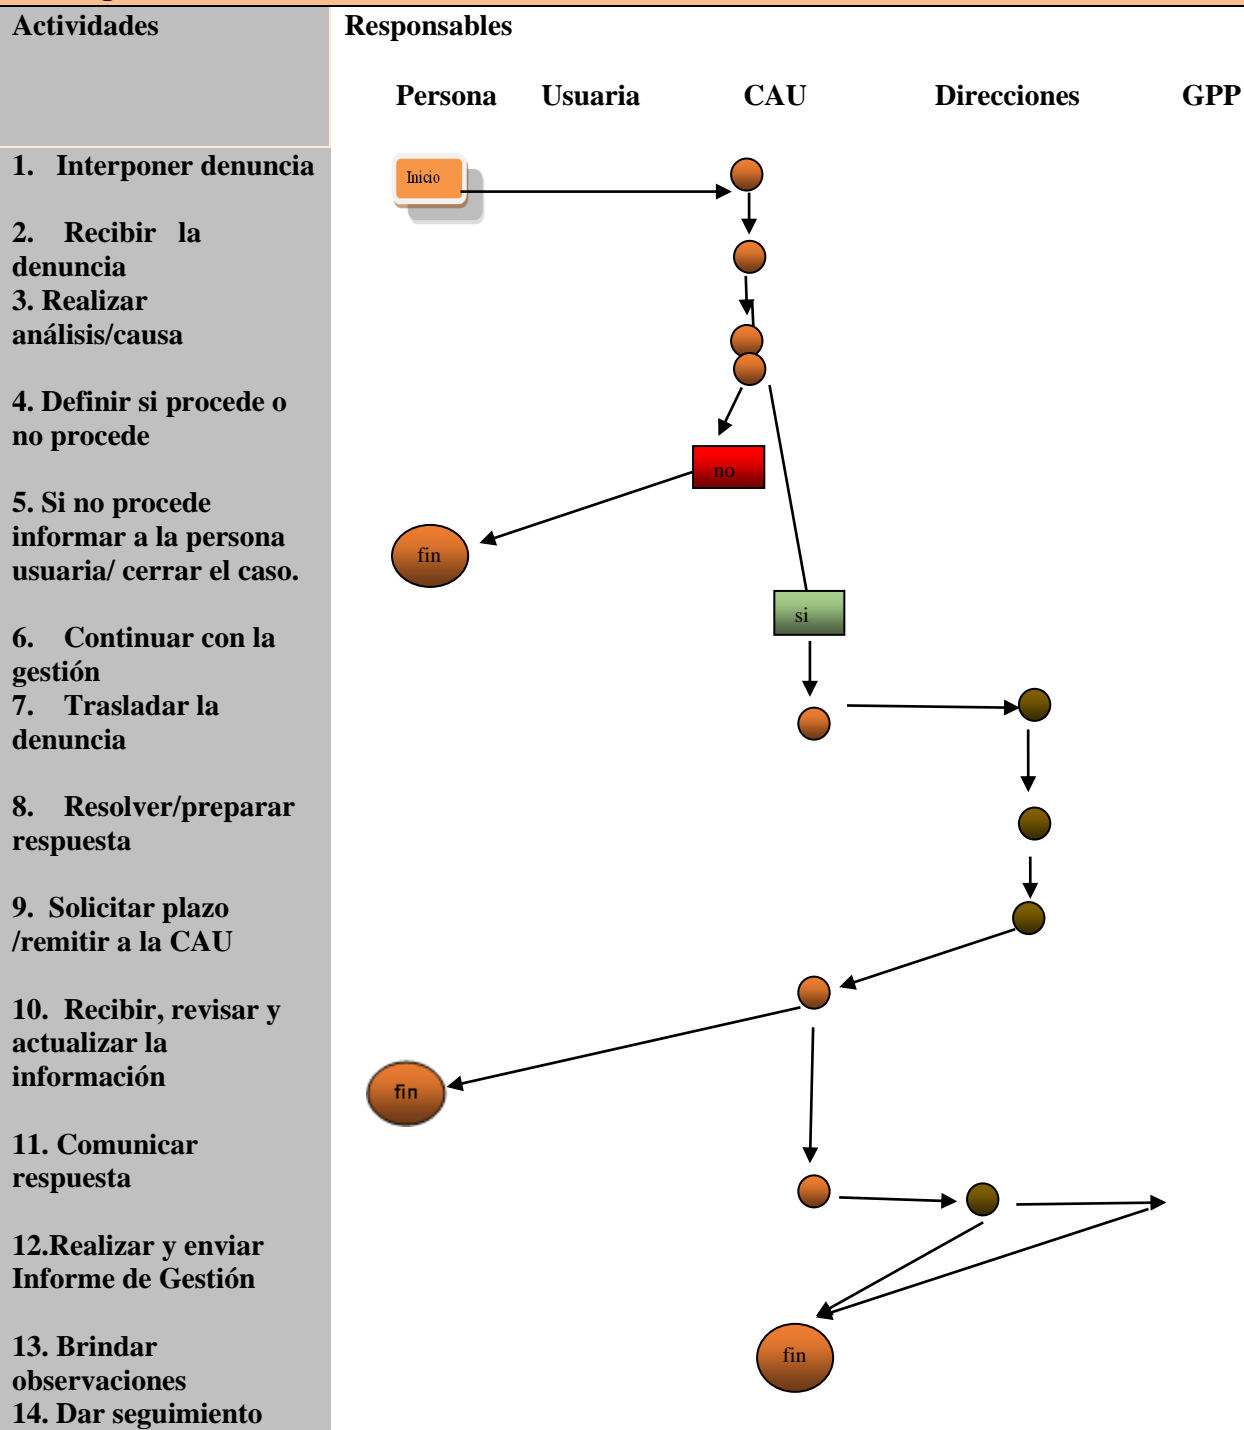 Actividades
Responsables
Persona Usuaria CAU Direcciones GPP
1. Interponer denuncia
Inicio
2. Recibir la
denuncia
3. Realizar
análisis/causa
4. Definir si procede o
no procede
no
5. Si no procede
informar a la persona
usuaria/ cerrar el caso.
fin
si
6. Continuar con la
gestión
7. Trasladar la
denuncia
8. Resolver/preparar
respuesta
9. Solicitar plazo
/remitir a la CAU
10. Recibir, revisar y
actualizar la
información
fin
11. Comunicar
respuesta
12.Realizar y enviar
Informe de Gestión
13. Brindar
observaciones
fin
14. Dar seguimiento